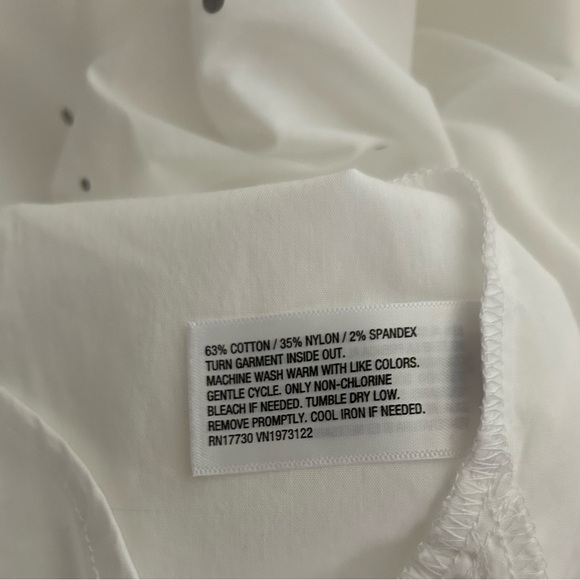 63% COTTON / 35% NYLON / 2% SPANDEX
TURN GARMENT INSIDE OUT.
MACHINE WASH WARM WITH LIKE COLORS.
GENTLE CYCLE. ONLY NON-CHLORINE
BLEACH IF NEEDED. TUMBLE DRY LOW.
REMOVE PROMPTLY. COOL IRON IF NEEDED.
RN17730 VN1973122